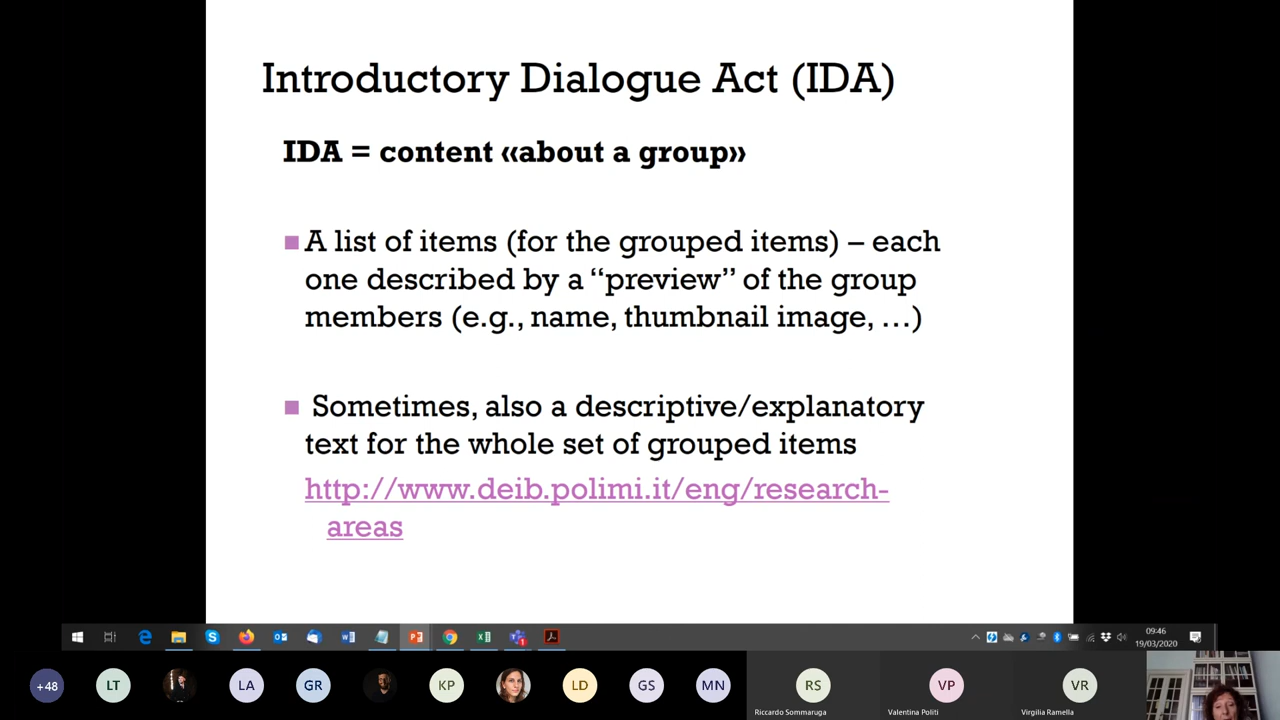 Introductory Dialogue Act (IDA)
IDA = content «about a group»
A list of items (for the grouped items) – each
one described by a “preview” of the group
members (e.g., name, thumbnail image, …)
Sometimes, also a descriptive/explanatory
text for the whole set of grouped items
http://www.deib.polimi.it/eng/research-
areas
09:46
19/03/2020
+48
LT
LA
GR
KP
LD
GS
MN
RS
VP
VR
Riccardo Sommaruga
Valentina Politi
Virgilia Ramella